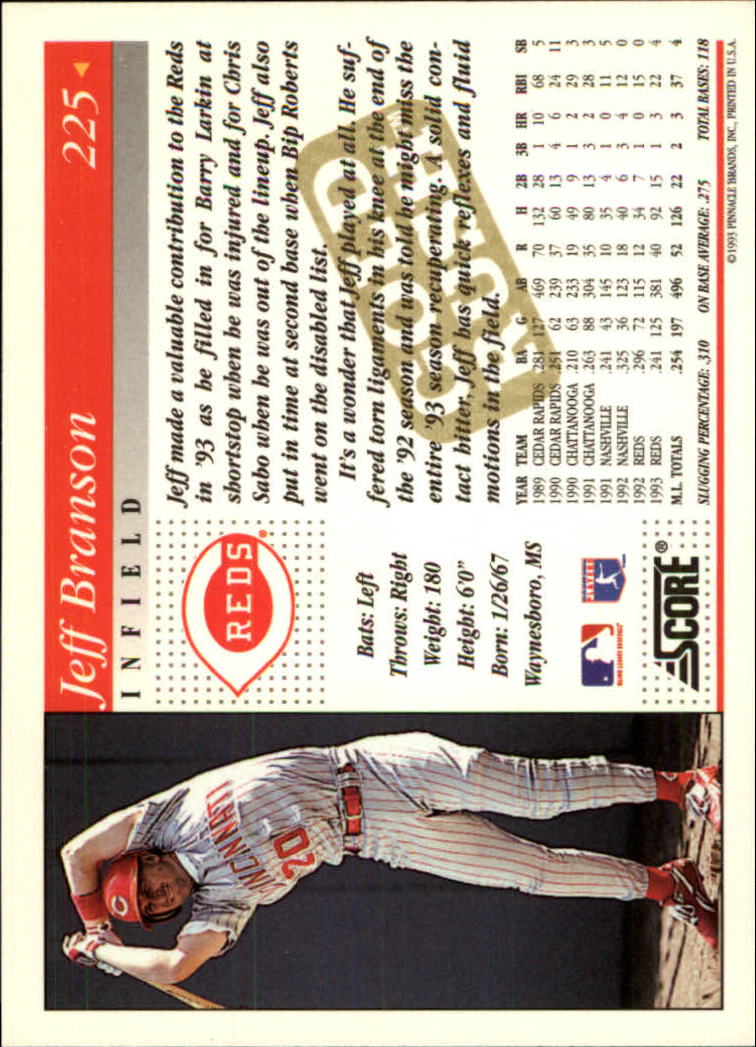 Jeff Branson 225
INFIELD
REDS
Bats: Left
Throws: Right
Weight: 180
Height: 6'0"
Born: 1/26/67
Waynesboro, MS
SCORE®
Jeff made a valuable contribution to the Reds
in '93 as he filled in for Barry Larkin at
shortstop when he was injured and for Chris
Sabo when he was out of the lineup. Jeff also
put in time at second base when Bip Roberts
went on the disabled list.
It's a wonder that Jeff played at all. He suf-
fered torn ligaments in his knee at the end of
the '92 season and was told he might miss the
entire '93 season recuperating. A solid con-
tact hitter, Jeff has quick reflexes and fluid
motions in the field.
GOLD RUSH
YEAR TEAM BA G AB R H 2B 3B HR RBI SB
1989 CEDAR RAPIDS .281 127 469 70 132 28 1 10 68 5
1990 CEDAR RAPIDS .251 62 239 37 60 13 4 6 24 11
1990 CHATTANOOGA .210 63 233 19 49 9 1 2 29 3
1991 CHATTANOOGA .263 88 304 35 80 13 3 2 28 3
1991 NASHVILLE .241 43 145 10 35 4 1 0 11 5
1992 NASHVILLE .325 36 123 18 40 6 3 4 12 0
1992 REDS .296 72 115 12 34 7 1 0 15 0
1993 REDS .241 125 381 40 92 15 1 3 22 4
M.L. TOTALS .254 197 496 52 126 22 2 3 37 4
SLUGGING PERCENTAGE: .310 ON BASE AVERAGE: .275 TOTAL BASES: 118
©1993 PINNACLE BRANDS, INC., PRINTED IN U.S.A.
C
CINCINNATI
20